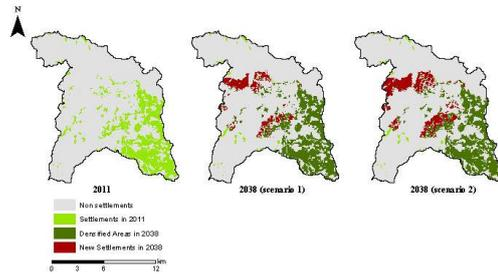 N
2011
2038 (scenario 1)
2038 (scenario 2)
Non settlements
Settlements in 2011
Densified Areas in 2038
New Settlements in 2038
km
0 3 6 12